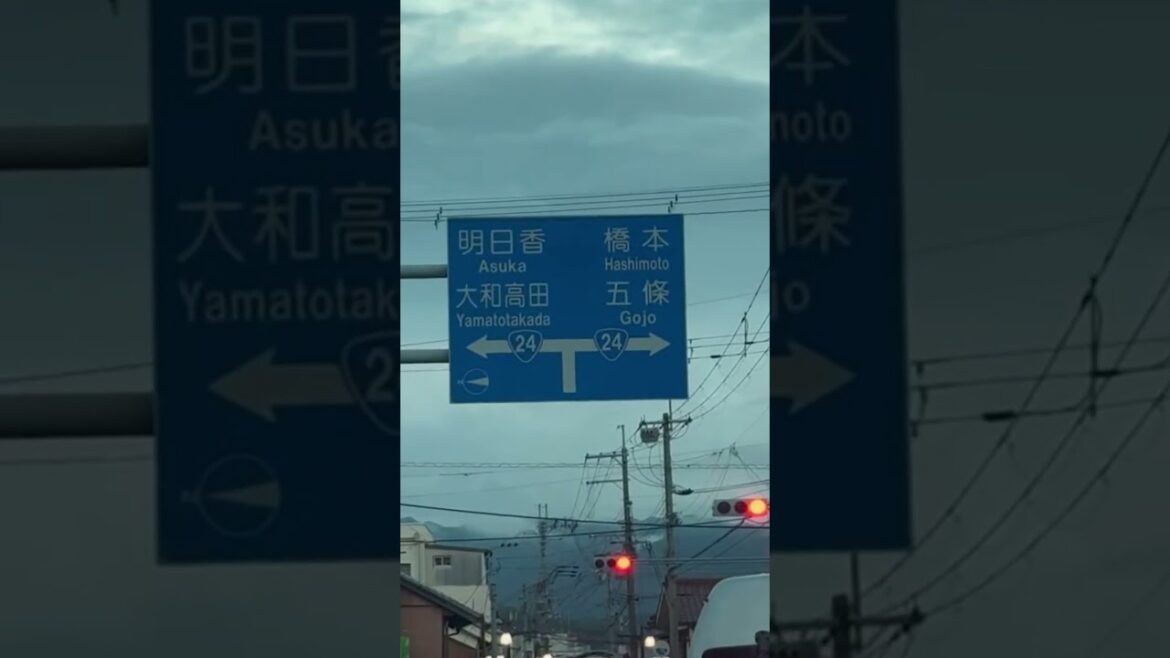 明日香 橋本
Asuka Hashimoto
大和高田 五條
Yamatotakada Gojo
24 24